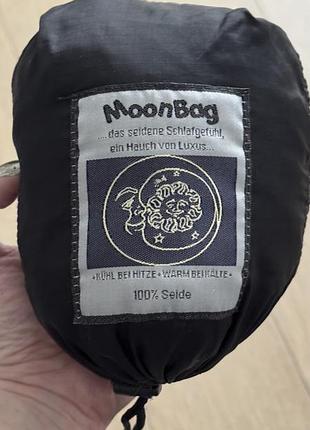 MoonBag
....das seidene Schlafgefühl,
ein Hauch von Luxus...
•KÜHL BEI HITZE•WARM BEI KÄLTE•
100% Seide